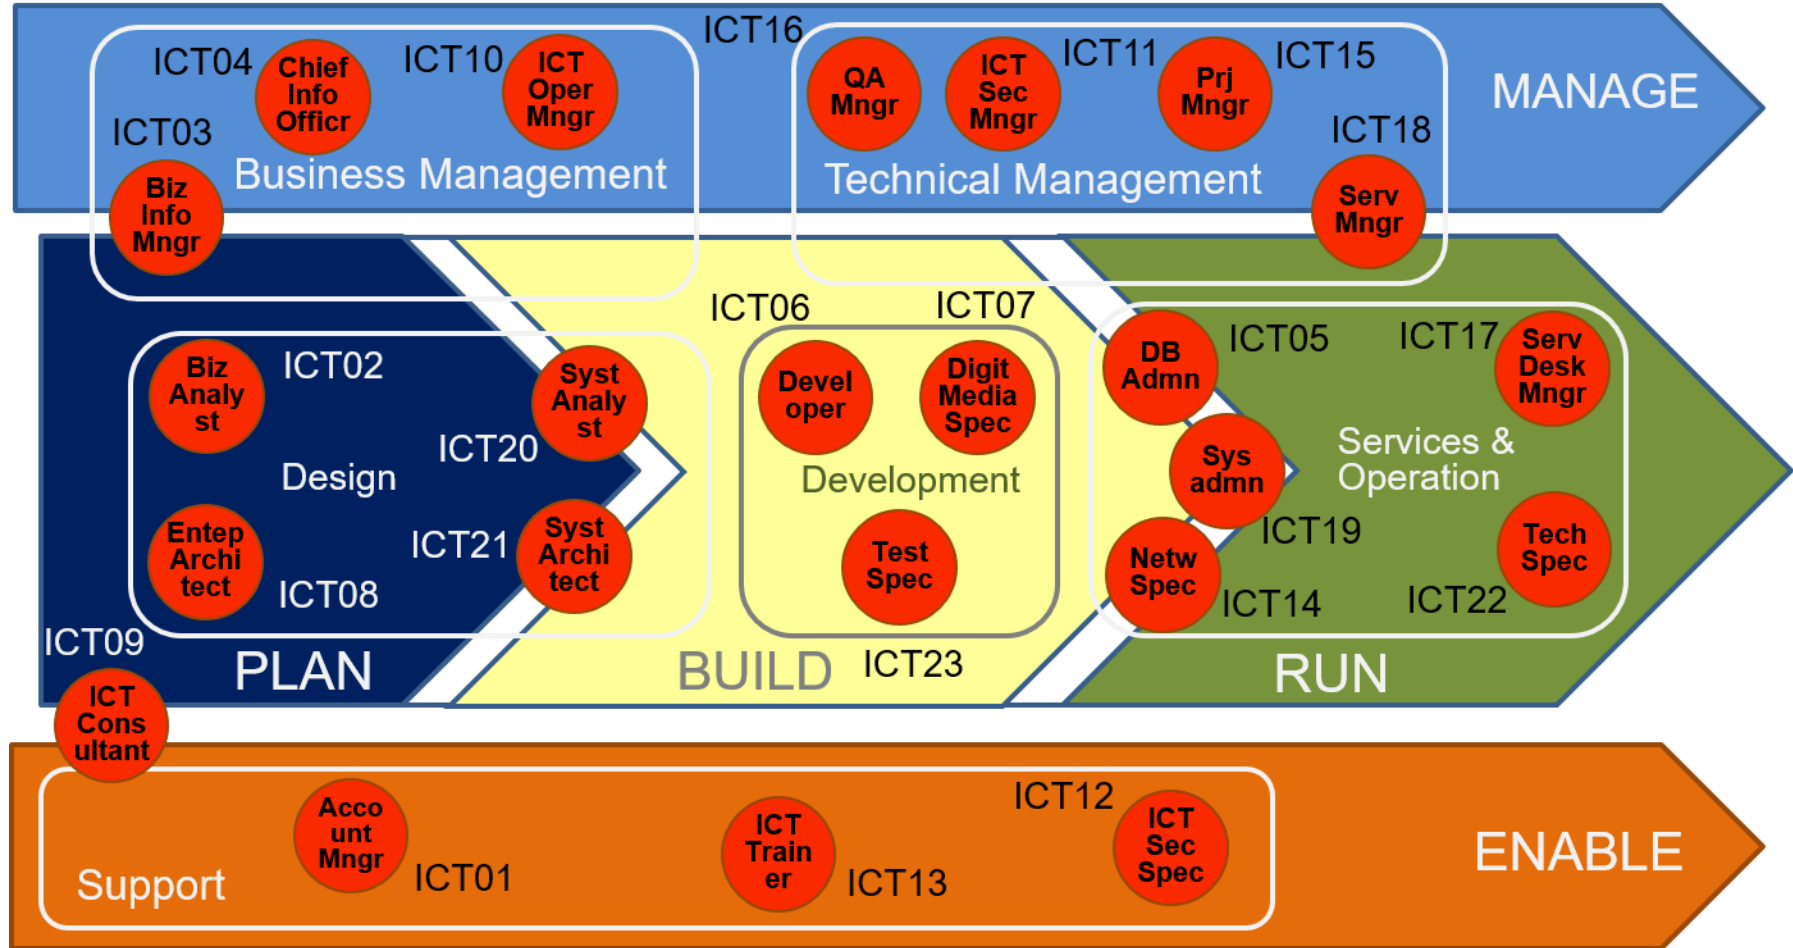 ICT04
Chief
Info
Officr
ICT10
ICT
Oper
Mngr
ICT03
Biz
Info
Mngr
Business Management
ICT16
QA
Mngr
ICT
Sec
Mngr
ICT11
Prj
Mngr
ICT15
ICT18
Serv
Mngr
Technical Management
MANAGE
Biz
Analy
st
ICT02
Syst
Analy
st
ICT20
Design
Entep
Archi
tect
ICT08
ICT21
Syst
Archi
tect
PLAN
ICT06
ICT07
Devel
oper
Digit
Media
Spec
Development
Test
Spec
ICT23
BUILD
DB
Admn
ICT05
ICT17
Serv
Desk
Mngr
Sys
admn
ICT19
Services &
Operation
Netw
Spec
ICT14
ICT22
Tech
Spec
RUN
ICT09
ICT
Cons
ultant
Support
Acco
unt
Mngr
ICT01
ICT
Train
er
ICT13
ICT12
ICT
Sec
Spec
ENABLE